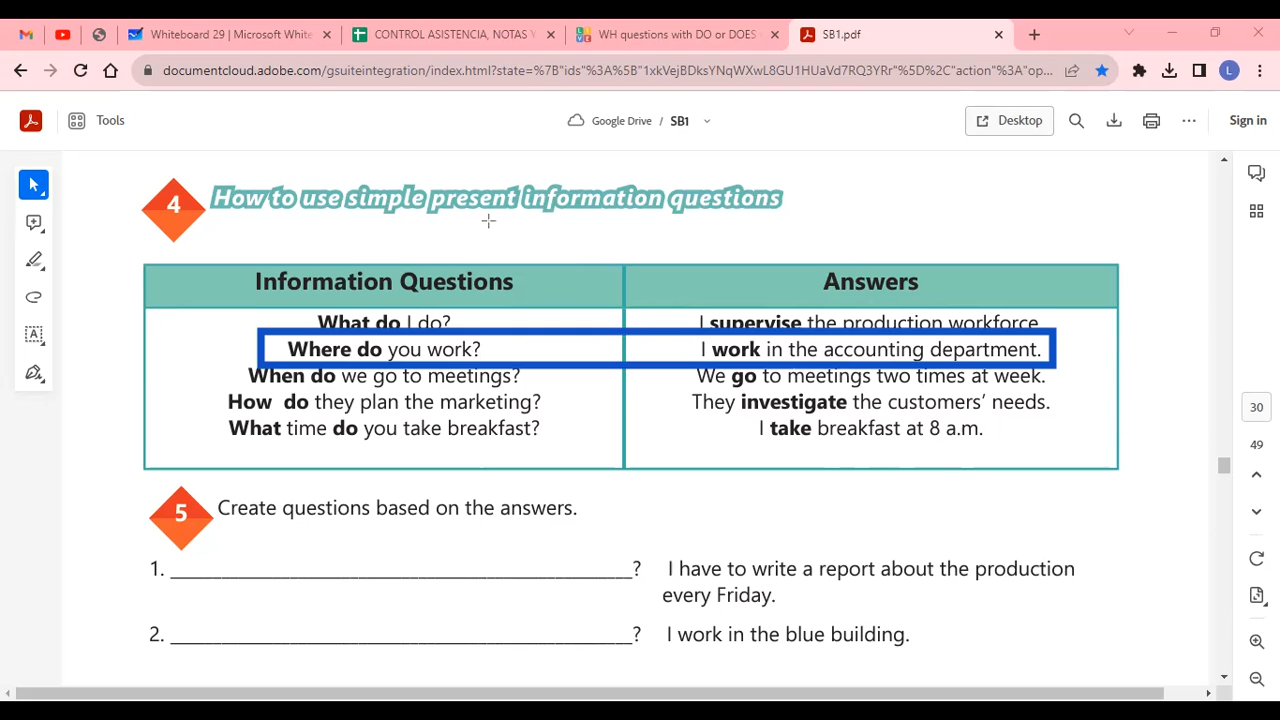 Whiteboard 29 | Microsoft White
CONTROL ASISTENCIA, NOTAS Y
WH questions with DO or DOES
SB1.pdf
documentcloud.adobe.com/gsuiteintegration/index.html?state=%7B"ids"%3A%5B"1xkVejBDksYNqWXwL8GU1HUaVd7RQ3YRr"%5D%2C"action"%3A"op...
L
Tools
Google Drive / SB1
Desktop
Sign in
4
How to use simple present information questions
Information Questions
Answers
What do I do?
I supervise the production workforce
Where do you work?
I work in the accounting department.
When do we go to meetings?
We go to meetings two times at week.
How do they plan the marketing?
They investigate the customers’ needs.
What time do you take breakfast?
I take breakfast at 8 a.m.
5
Create questions based on the answers.
1. ________________________________________? I have to write a report about the production
every Friday.
2. ________________________________________? I work in the blue building.
30
49